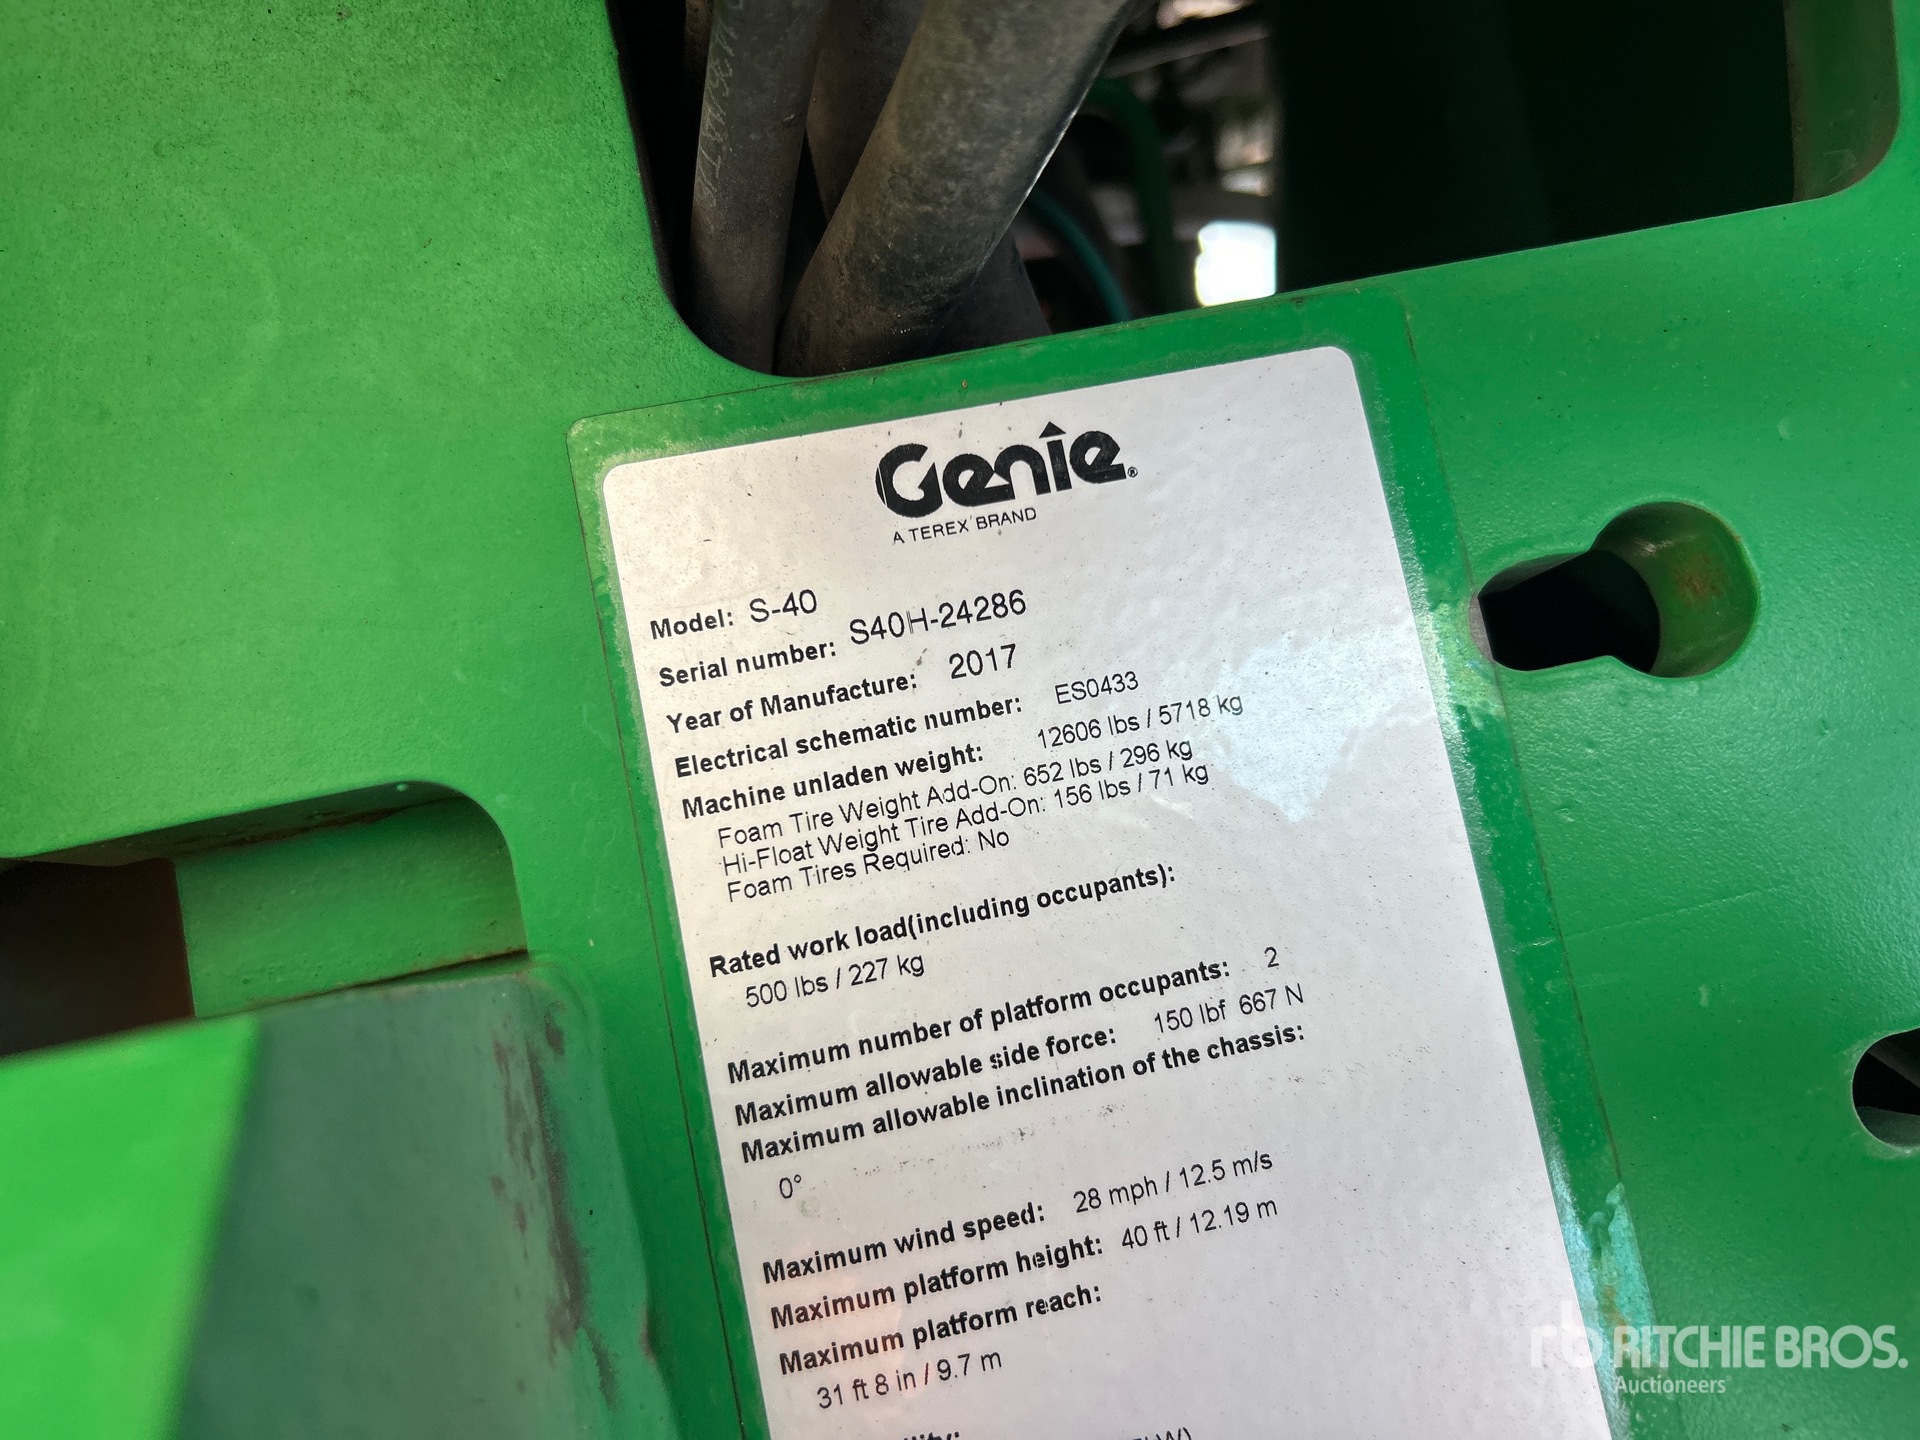 Genie®
A TEREX BRAND
Model: S-40
Serial number: S40H-24286
Year of Manufacture: 2017
Electrical schematic number: ES0433
Machine unladen weight: 12606 lbs / 5718 kg
Foam Tire Weight Add-On: 652 lbs / 296 kg
Hi-Float Weight Tire Add-On: 156 lbs / 71 kg
Foam Tires Required: No
Rated work load(including occupants):
500 lbs / 227 kg
Maximum number of platform occupants: 2
Maximum allowable side force: 150 lbf 667 N
Maximum allowable inclination of the chassis:
0°
Maximum wind speed: 28 mph / 12.5 m/s
Maximum platform height: 40 ft / 12.19 m
Maximum platform reach:
31 ft 8 in / 9.7 m
rb RITCHIE BROS.
Auctioneers